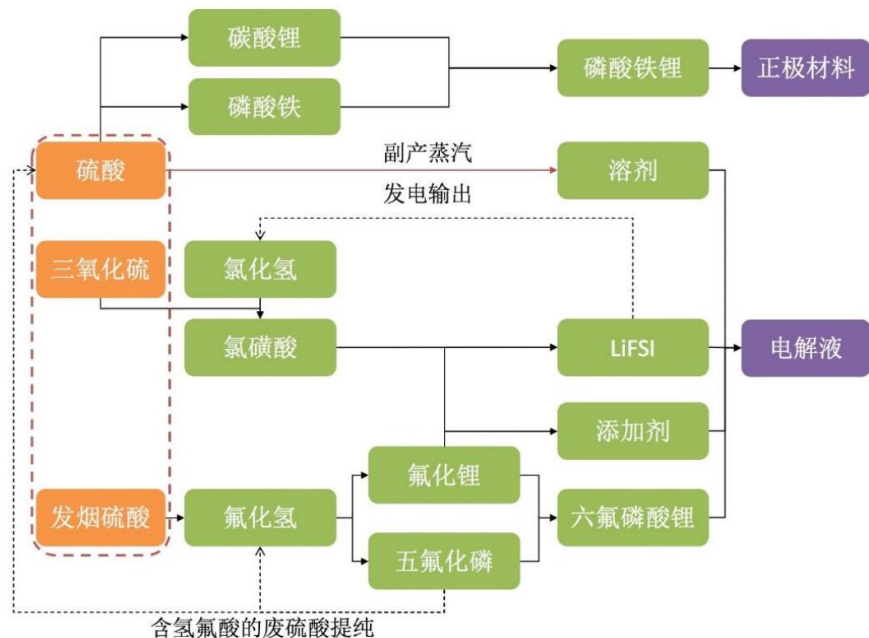 碳酸锂
磷酸铁
磷酸铁锂
正极材料
硫酸
副产蒸汽
发电输出
溶剂
三氧化硫
氯化氢
氯磺酸
LiFSI
电解液
添加剂
氟化锂
发烟硫酸
氟化氢
六氟磷酸锂
五氟化磷
含氢氟酸的废硫酸提纯